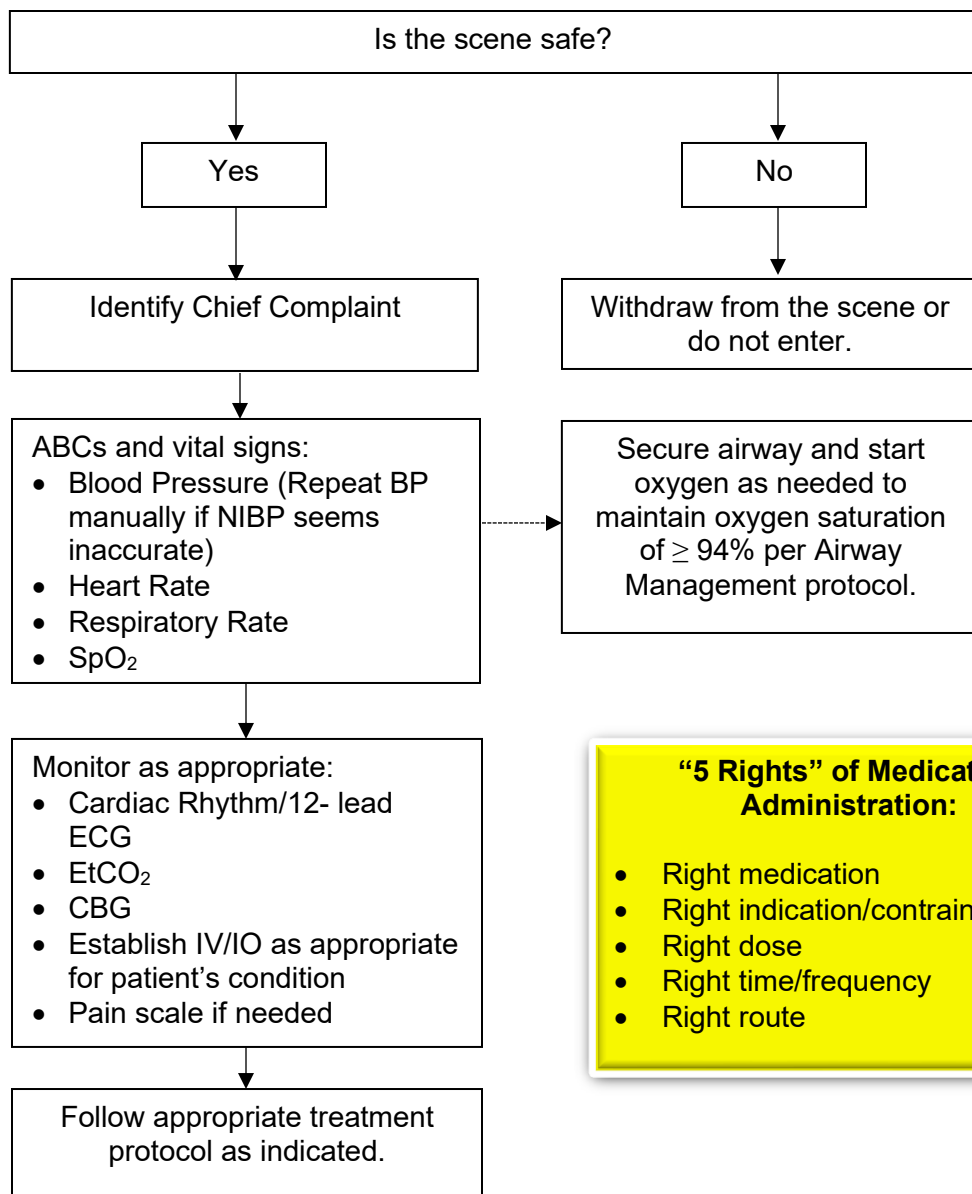 Is the scene safe?
Yes
No
Identify Chief Complaint
Withdraw from the scene or
do not enter.
ABCs and vital signs:
• Blood Pressure (Repeat BP
manually if NIBP seems
inaccurate)
• Heart Rate
• Respiratory Rate
• SpO₂
Secure airway and start
oxygen as needed to
maintain oxygen saturation
of ≥ 94% per Airway
Management protocol.
Monitor as appropriate:
• Cardiac Rhythm/12- lead
ECG
• EtCO₂
• CBG
• Establish IV/IO as appropriate
for patient’s condition
• Pain scale if needed
“5 Rights” of Medicat
Administration:
• Right medication
• Right indication/contrain
• Right dose
• Right time/frequency
• Right route
Follow appropriate treatment
protocol as indicated.